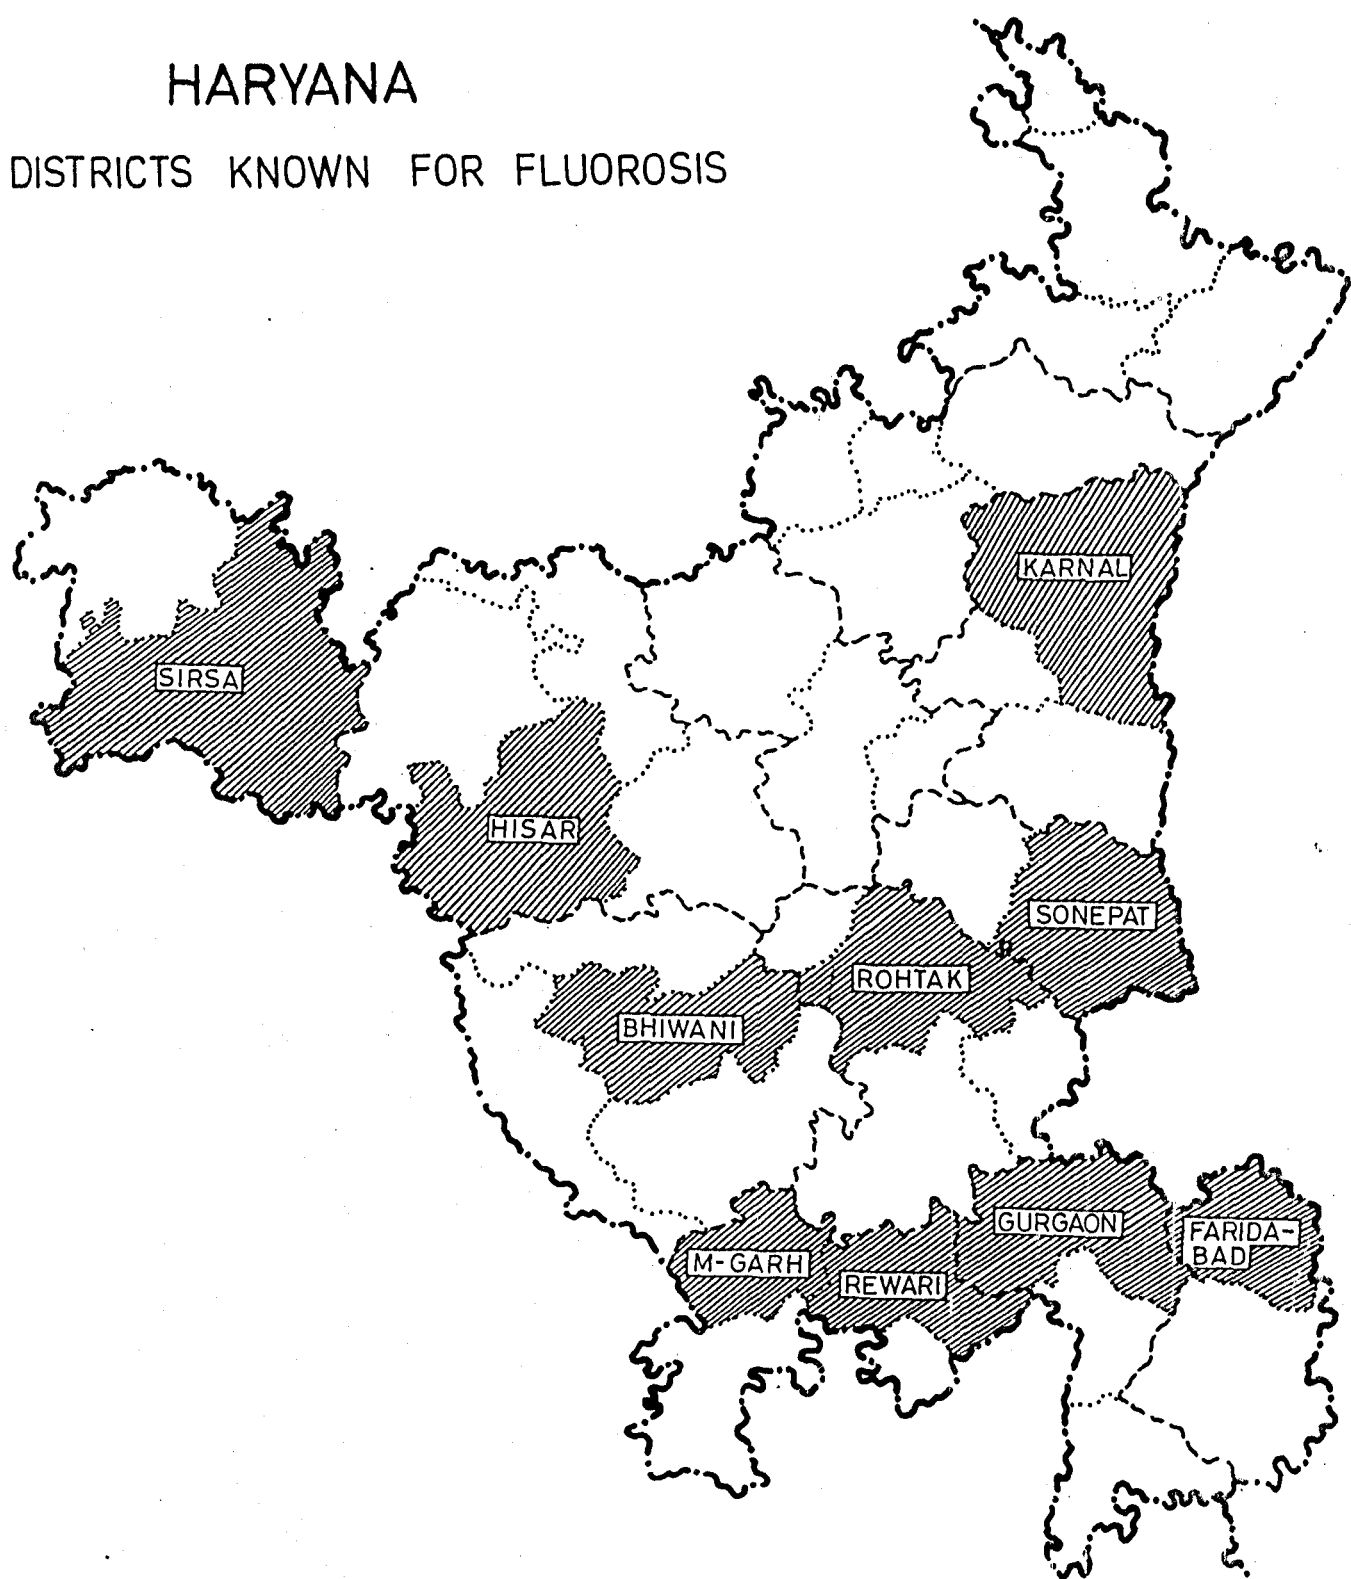 HARYANA
DISTRICTS KNOWN FOR FLUOROSIS
KARNAL
SIRSA
HISAR
SONEPAT
ROHTAK
BHIWANI
GURGAON
FARIDA-
BAD
M-GARH
REWARI